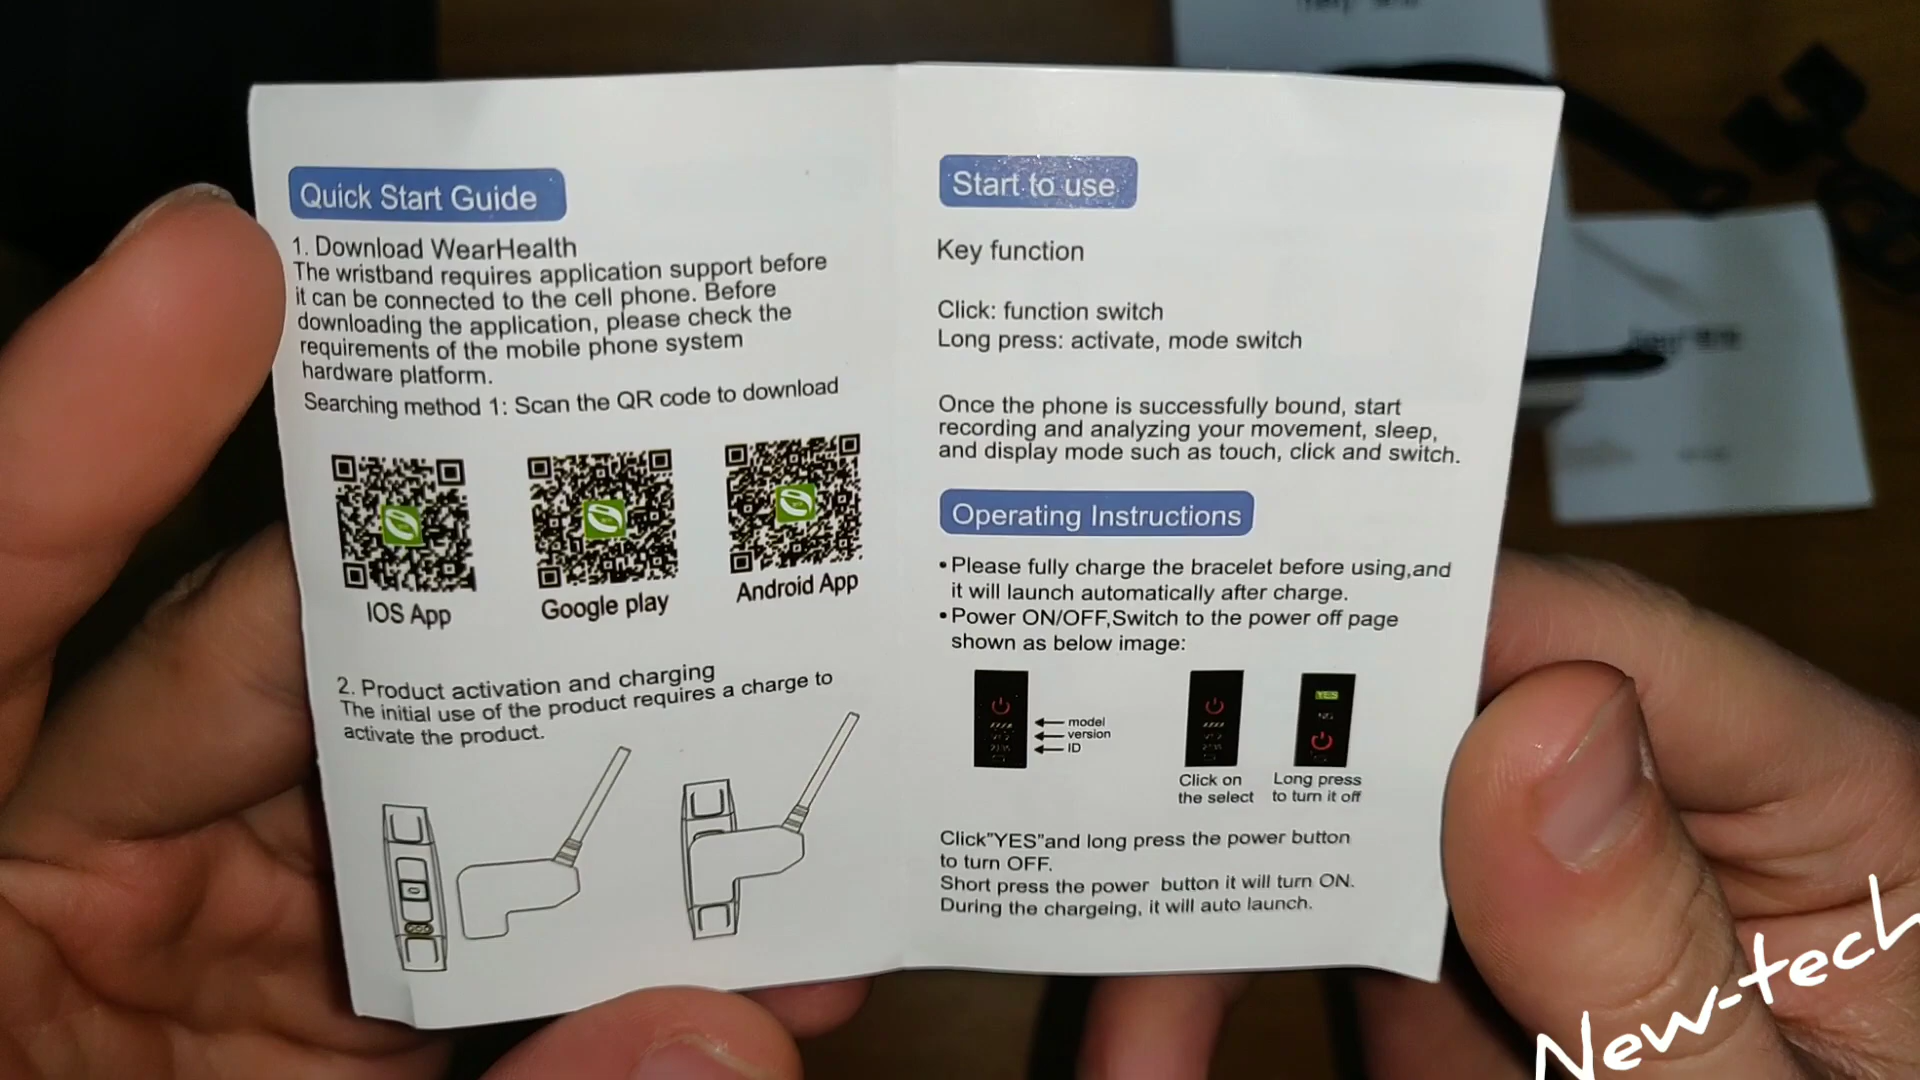 Quick Start Guide
1. Download WearHealth
The wristband requires application support before
it can be connected to the cell phone. Before
downloading the application, please check the
requirements of the mobile phone system
hardware platform.
Searching method 1: Scan the QR code to download
IOS App
Google play
Android App
2. Product activation and charging
The initial use of the product requires a charge to
activate the product.
Start to use
Key function
Click: function switch
Long press: activate, mode switch
Once the phone is successfully bound, start
recording and analyzing your movement, sleep,
and display mode such as touch, click and switch.
Operating Instructions
•Please fully charge the bracelet before using,and
it will launch automatically after charge.
•Power ON/OFF,Switch to the power off page
shown as below image:
model
version
ID
Click on
the select
YES
NO
Long press
to turn it off
Click"YES"and long press the power button
to turn OFF.
Short press the power button it will turn ON.
During the chargeing, it will auto launch.
New-tech